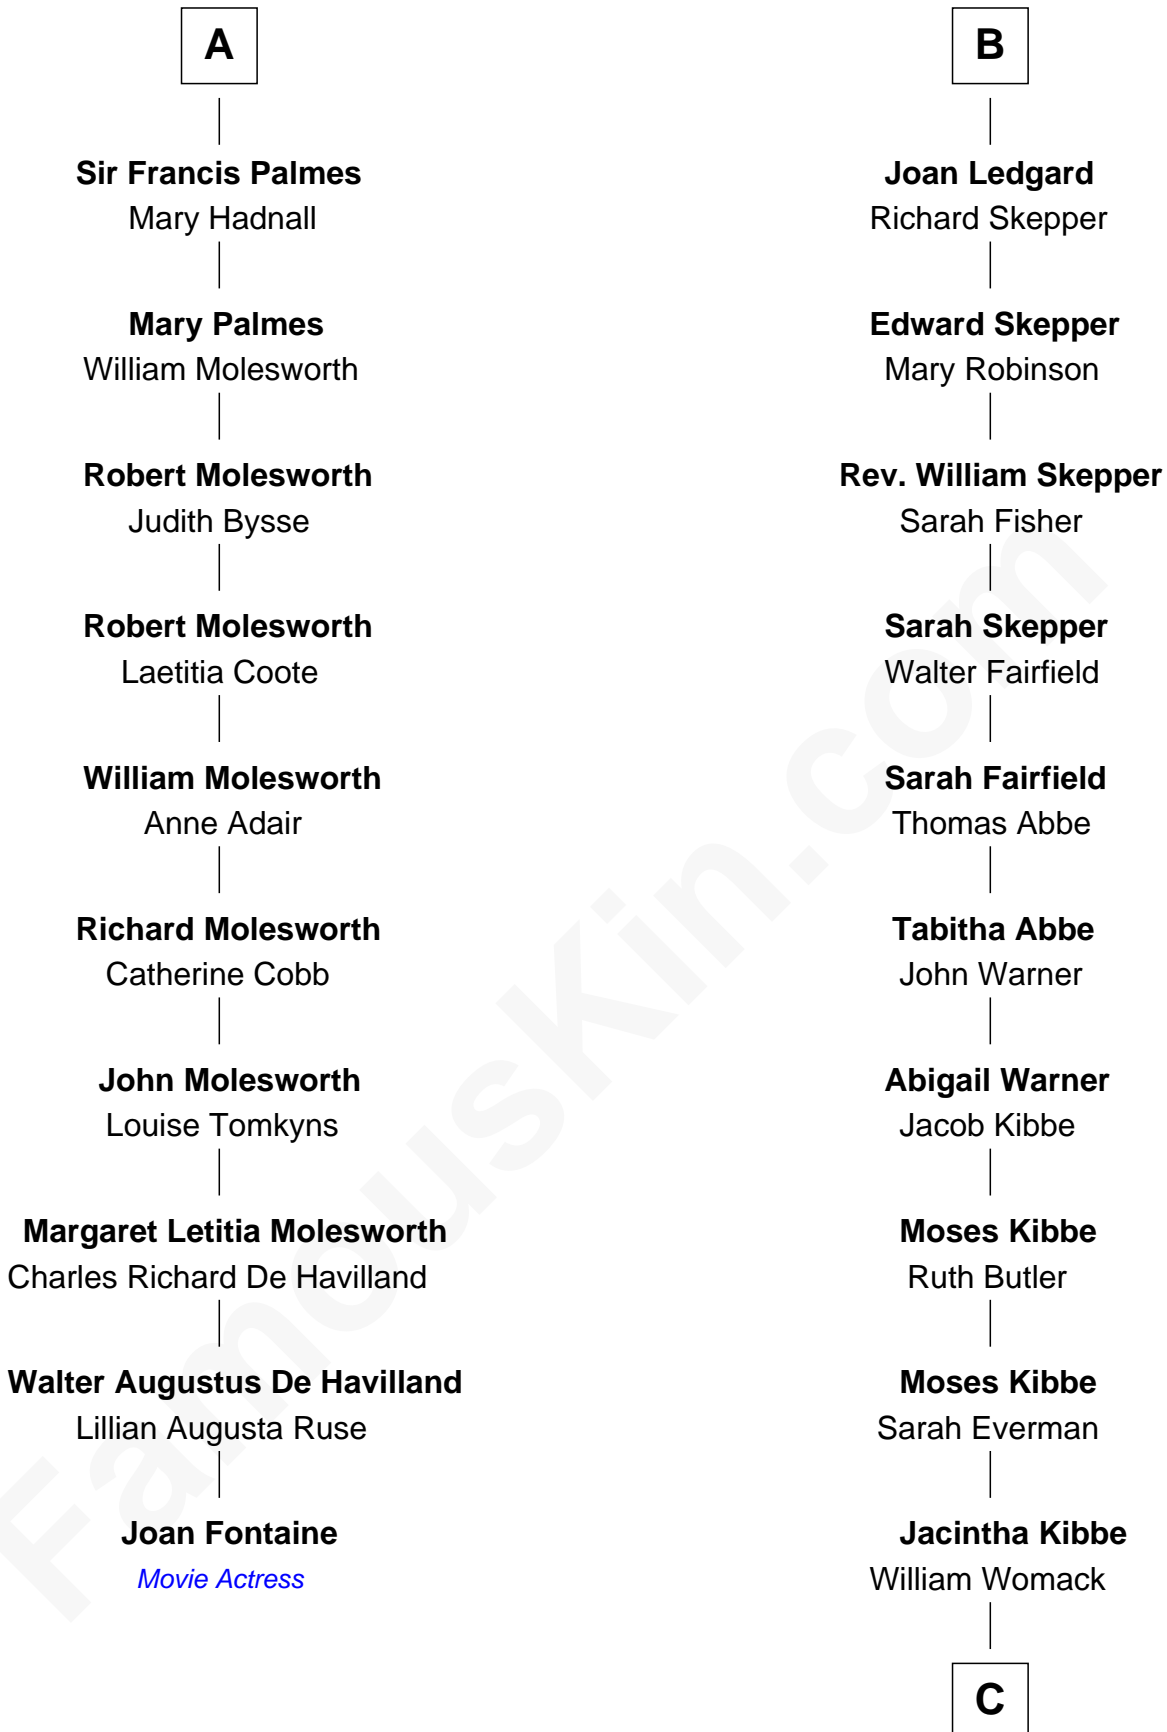 A
Sir Francis Palmes
Mary Hadnall
Mary Palmes
William Molesworth
Robert Molesworth
Judith Bysse
Robert Molesworth
Laetitia Coote
William Molesworth
Anne Adair
Richard Molesworth
Catherine Cobb
John Molesworth
Louise Tomkyns
Margaret Letitia Molesworth
Charles Richard De Havilland
Walter Augustus De Havilland
Lillian Augusta Ruse
Joan Fontaine
Movie Actress
B
Joan Ledgard
Richard Skepper
Edward Skepper
Mary Robinson
Rev. William Skepper
Sarah Fisher
Sarah Skepper
Walter Fairfield
Sarah Fairfield
Thomas Abbe
Tabitha Abbe
John Warner
Abigail Warner
Jacob Kibbe
Moses Kibbe
Ruth Butler
Moses Kibbe
Sarah Everman
Jacintha Kibbe
William Womack
C
FamousKin.com